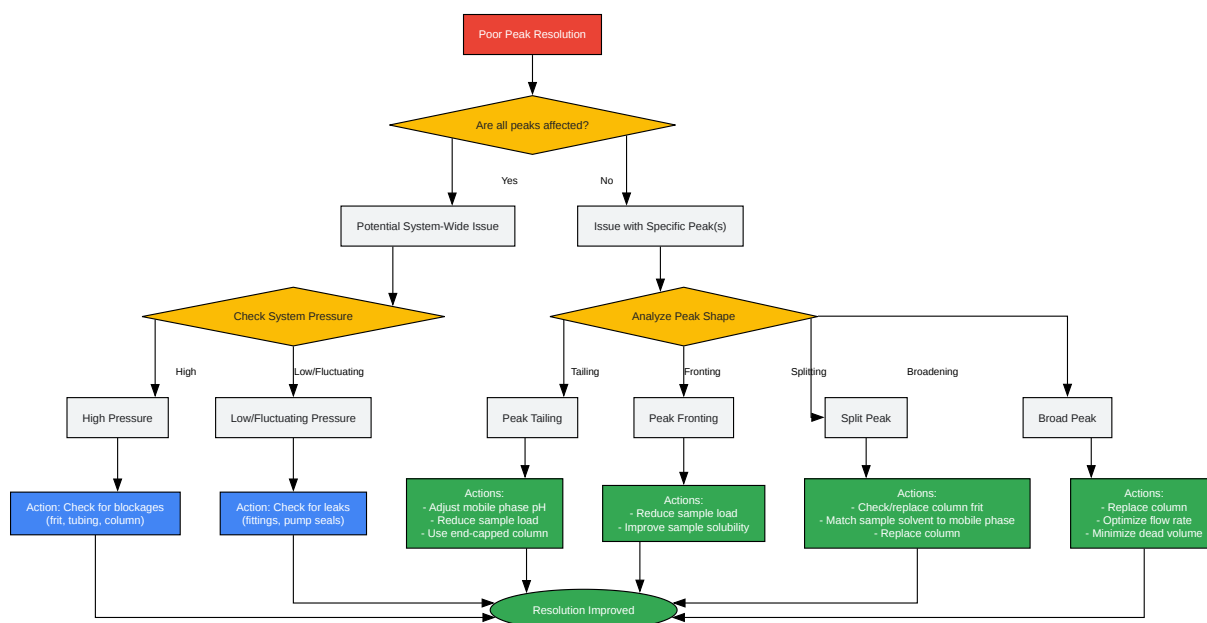 Poor Peak Resolution
Are all peaks affected?
Yes
No
Potential System-Wide Issue
Issue with Specific Peak(s)
Check System Pressure
Analyze Peak Shape
High
Low/Fluctuating
Tailing
Fronting
Splitting
Broadening
High Pressure
Low/Fluctuating Pressure
Peak Tailing
Peak Fronting
Split Peak
Broad Peak
Action: Check for blockages
(frit, tubing, column)
Action: Check for leaks
(fittings, pump seals)
Actions:
- Adjust mobile phase pH
- Reduce sample load
- Use end-capped column
Actions:
- Reduce sample load
- Improve sample solubility
Actions:
- Check/replace column frit
- Match sample solvent to mobile phase
- Replace column
Actions:
- Replace column
- Optimize flow rate
- Minimize dead volume
Resolution Improved